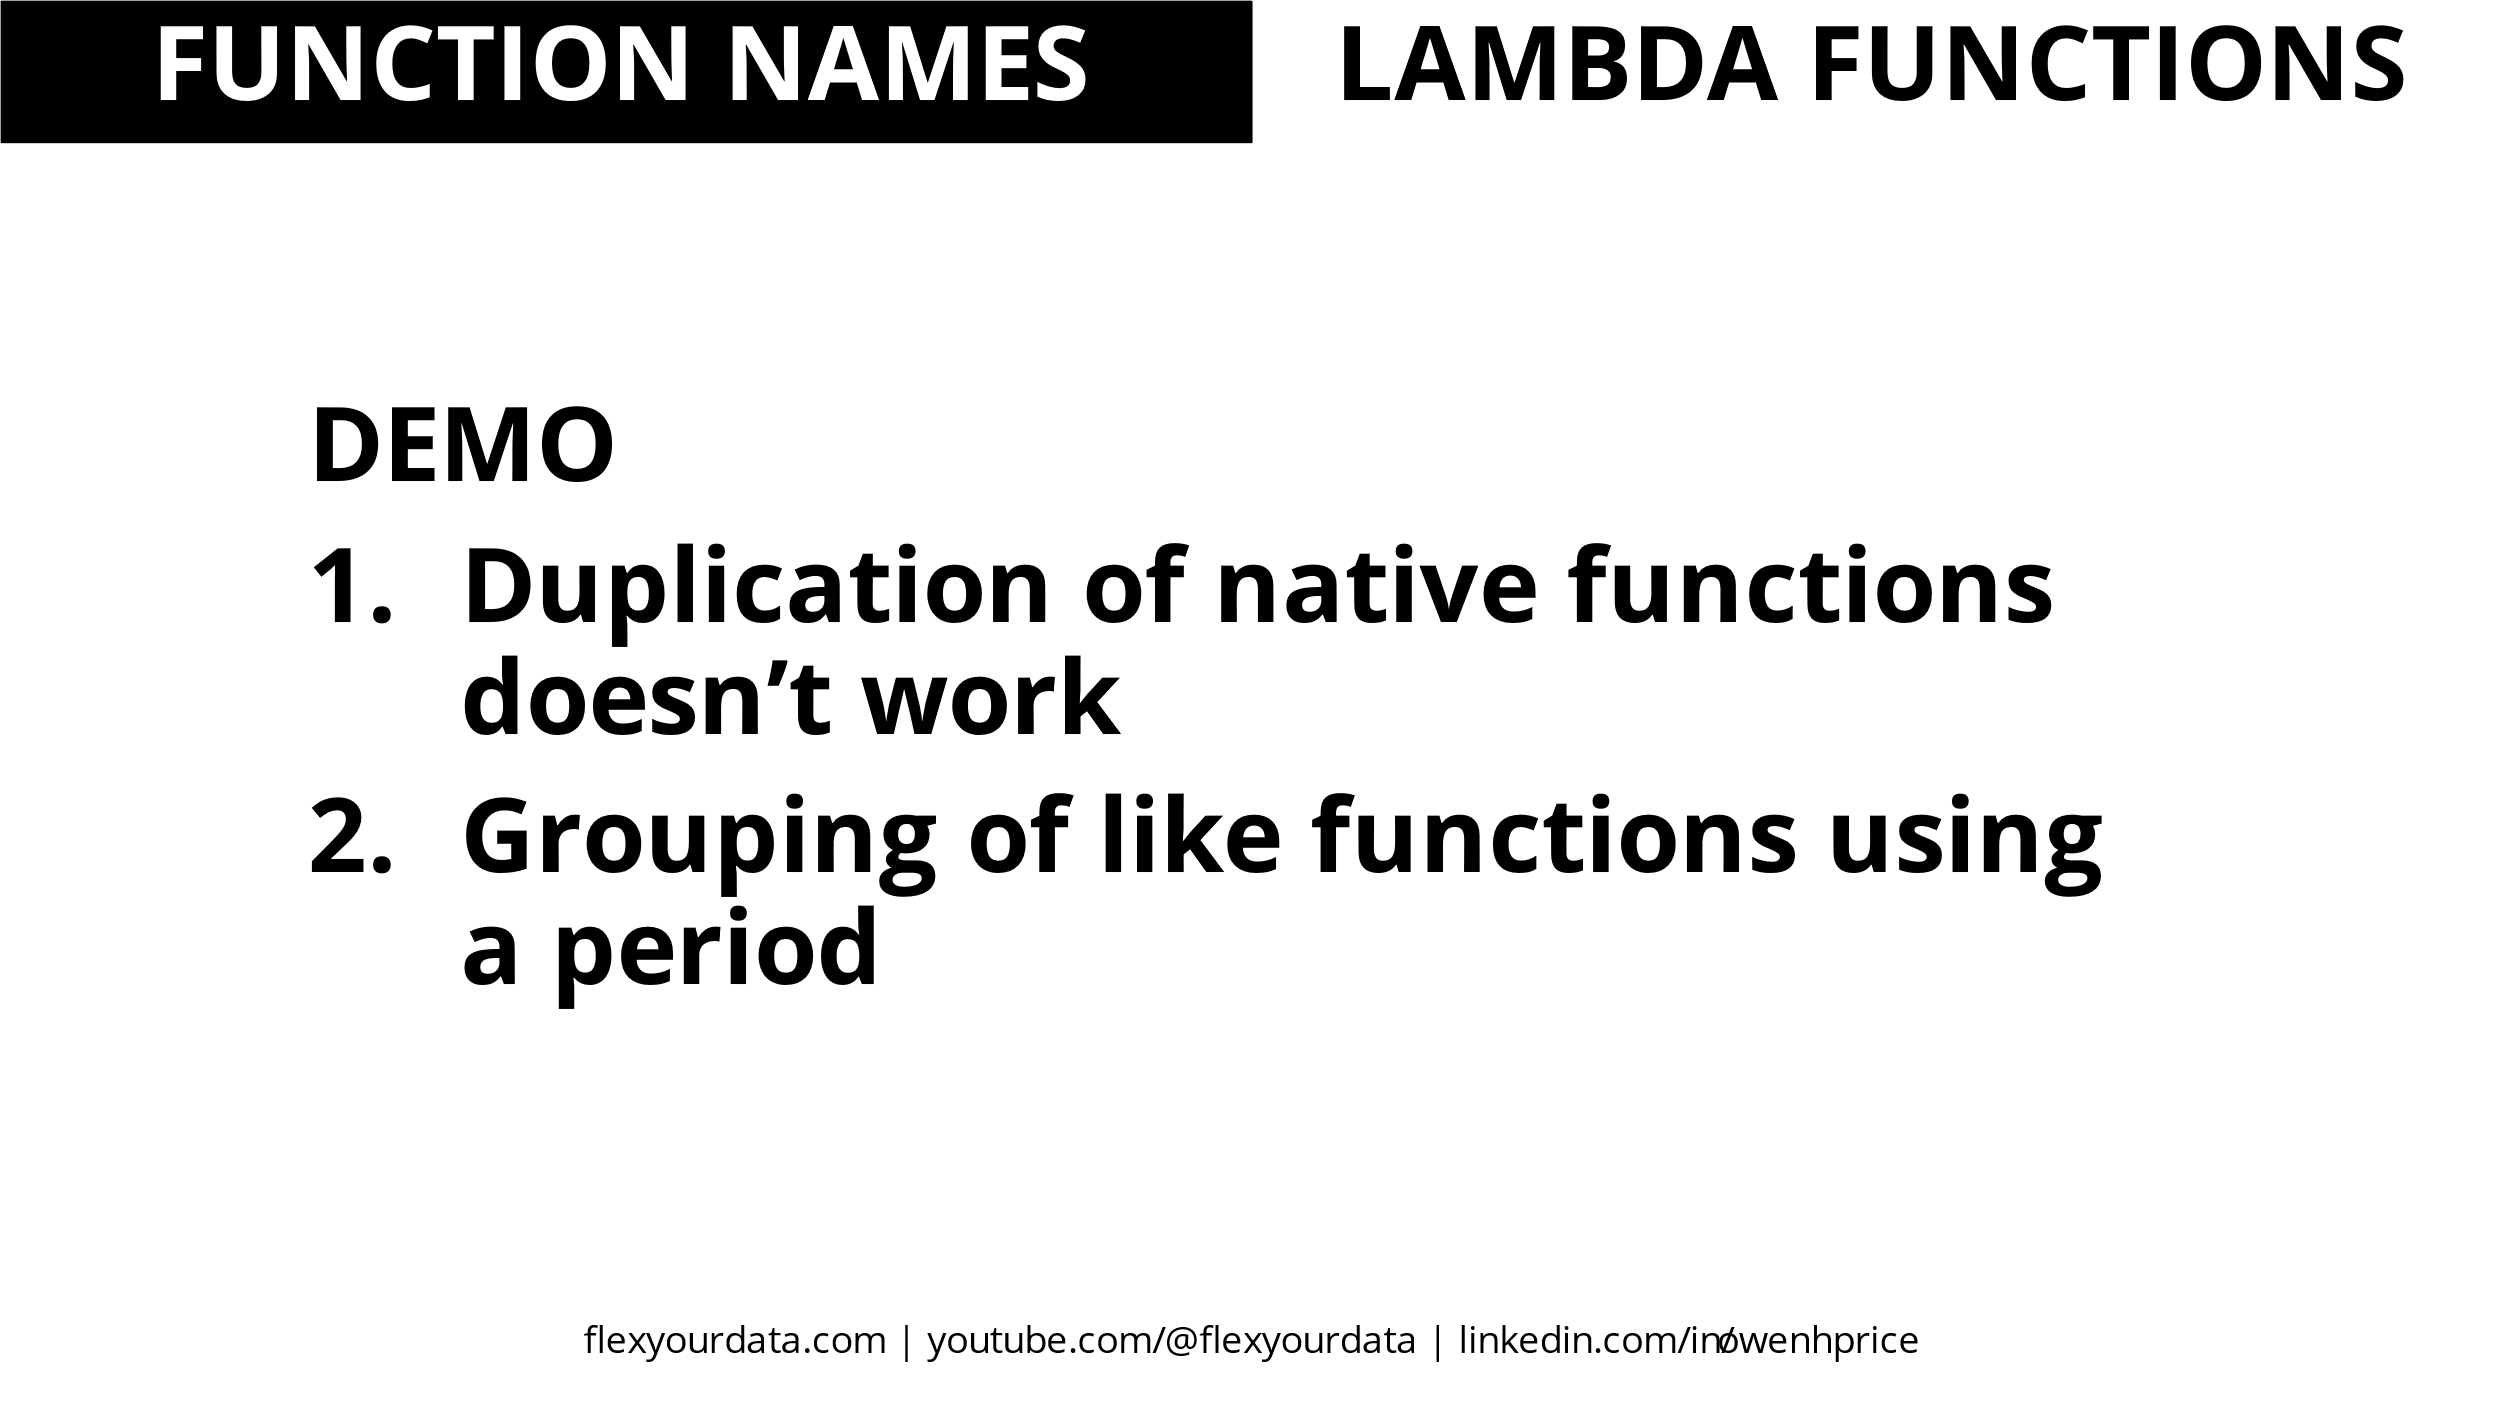 FUNCTION NAMES
LAMBDA FUNCTIONS
DEMO
1. Duplication of native functions
doesn’t work
2. Grouping of like functions using
a period
flexyourdata.com | youtube.com/@flexyourdata | linkedin.com/in/owenhprice